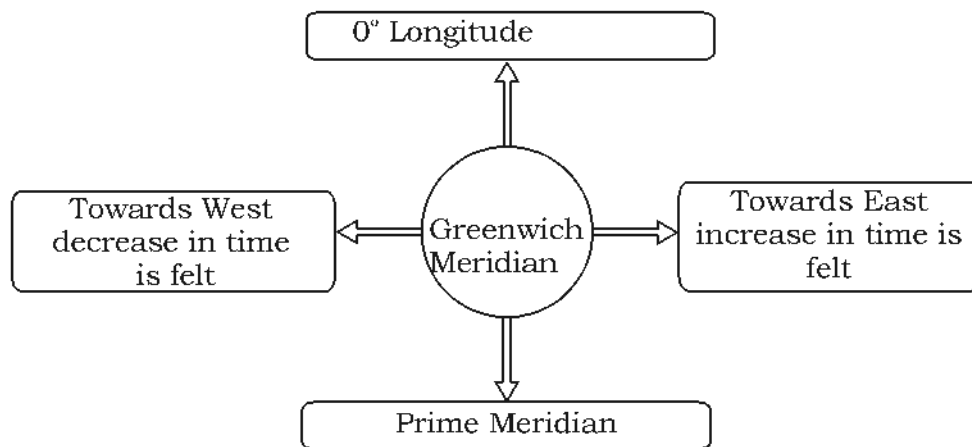 0° Longitude
Towards West
decrease in time
is felt
Greenwich
Meridian
Towards East
increase in time is
felt
Prime Meridian